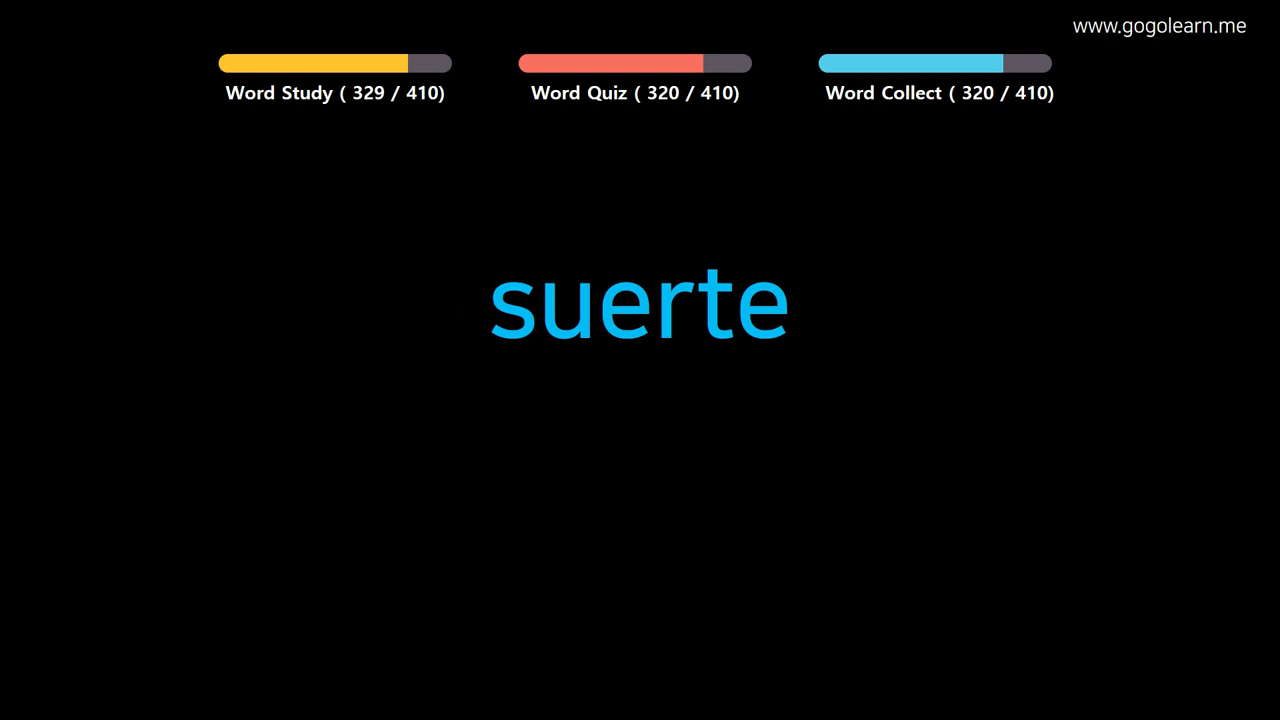 www.gogolearn.me
Word Study ( 329 / 410)
Word Quiz ( 320 / 410)
Word Collect ( 320 / 410)
suerte